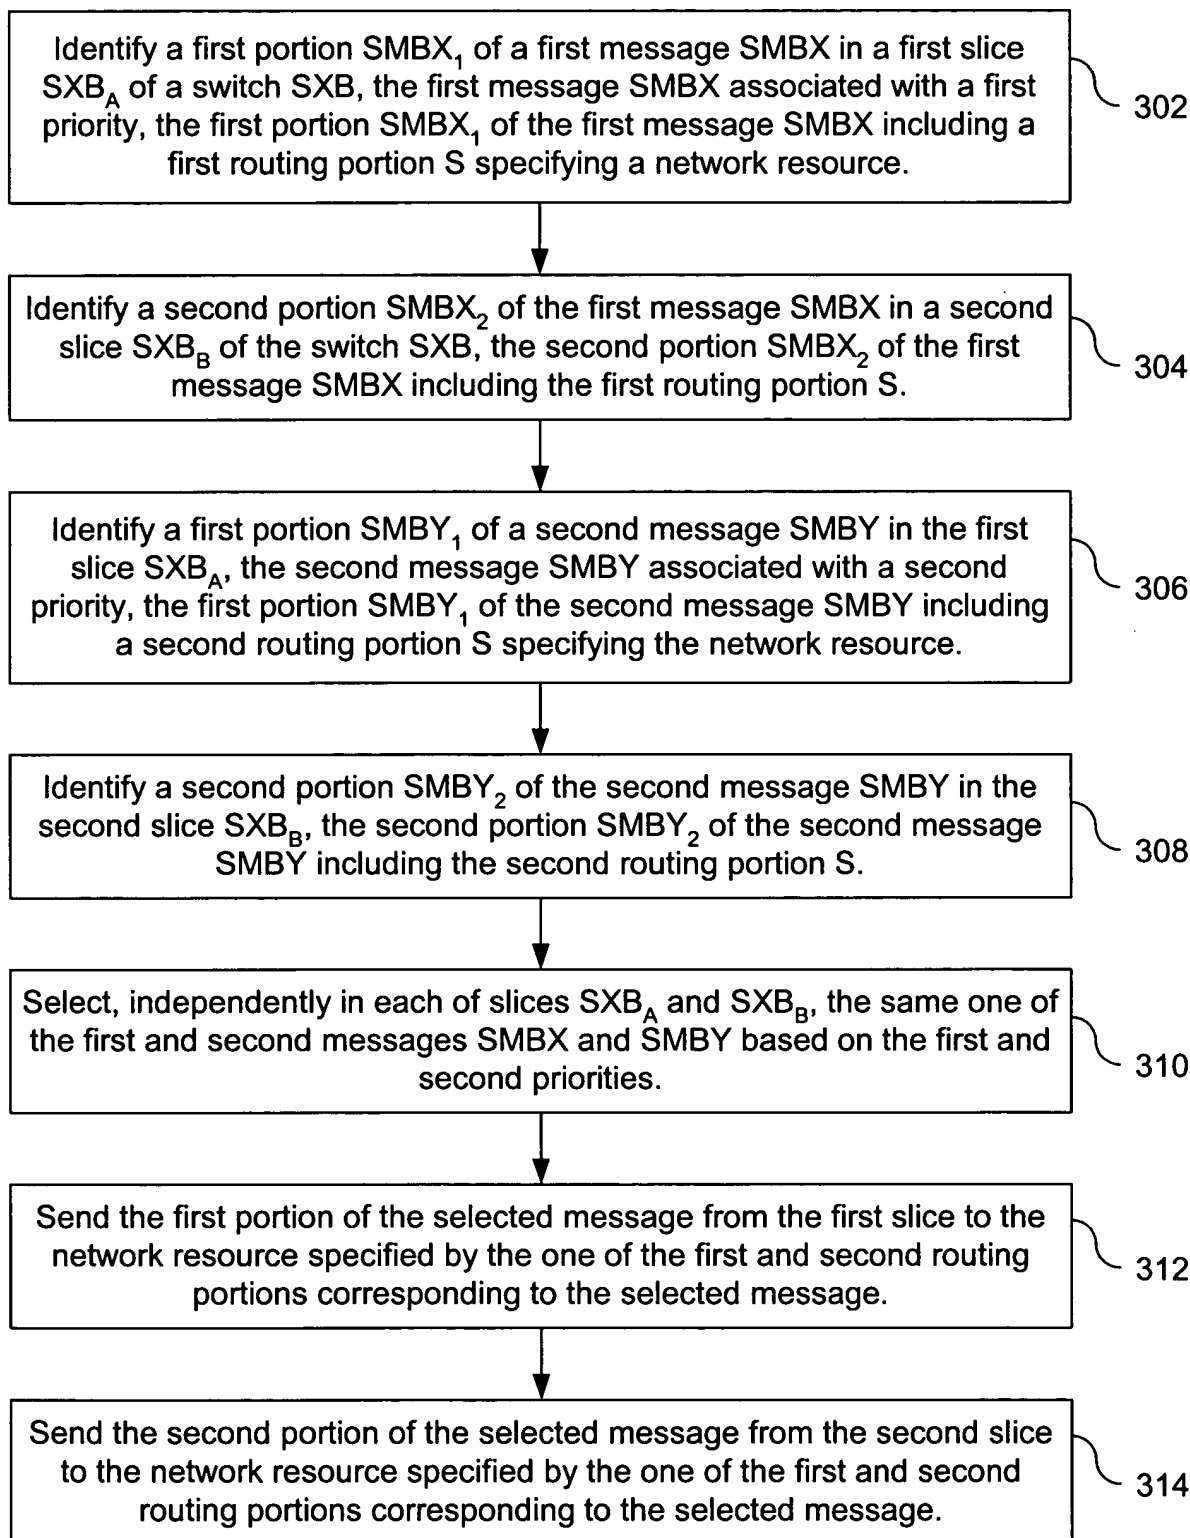 Identify a first portion SMBX₁ of a first message SMBX in a first slice
SXB_A of a switch SXB, the first message SMBX associated with a first
priority, the first portion SMBX₁ of the first message SMBX including a
first routing portion S specifying a network resource.
302
Identify a second portion SMBX₂ of the first message SMBX in a second
slice SXB_B of the switch SXB, the second portion SMBX₂ of the first
message SMBX including the first routing portion S.
304
Identify a first portion SMBY₁ of a second message SMBY in the first
slice SXB_A, the second message SMBY associated with a second
priority, the first portion SMBY₁ of the second message SMBY including
a second routing portion S specifying the network resource.
306
Identify a second portion SMBY₂ of the second message SMBY in the
second slice SXB_B, the second portion SMBY₂ of the second message
SMBY including the second routing portion S.
308
Select, independently in each of slices SXB_A and SXB_B, the same one of
the first and second messages SMBX and SMBY based on the first and
second priorities.
310
Send the first portion of the selected message from the first slice to the
network resource specified by the one of the first and second routing
portions corresponding to the selected message.
312
Send the second portion of the selected message from the second slice
to the network resource specified by the one of the first and second
routing portions corresponding to the selected message.
314